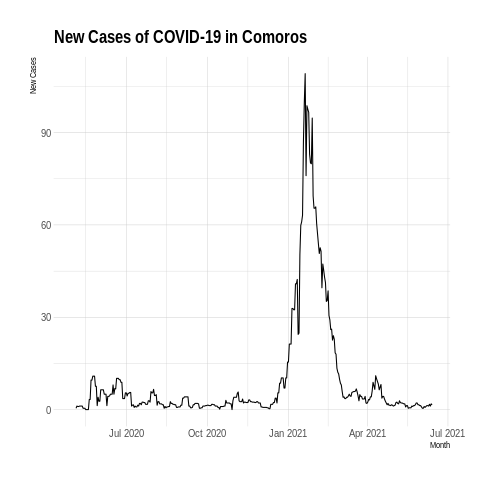 New Cases of COVID-19 in Comoros
New Cases
90
60
30
0
Jul 2020 Oct 2020 Jan 2021 Apr 2021 Jul 2021
Month